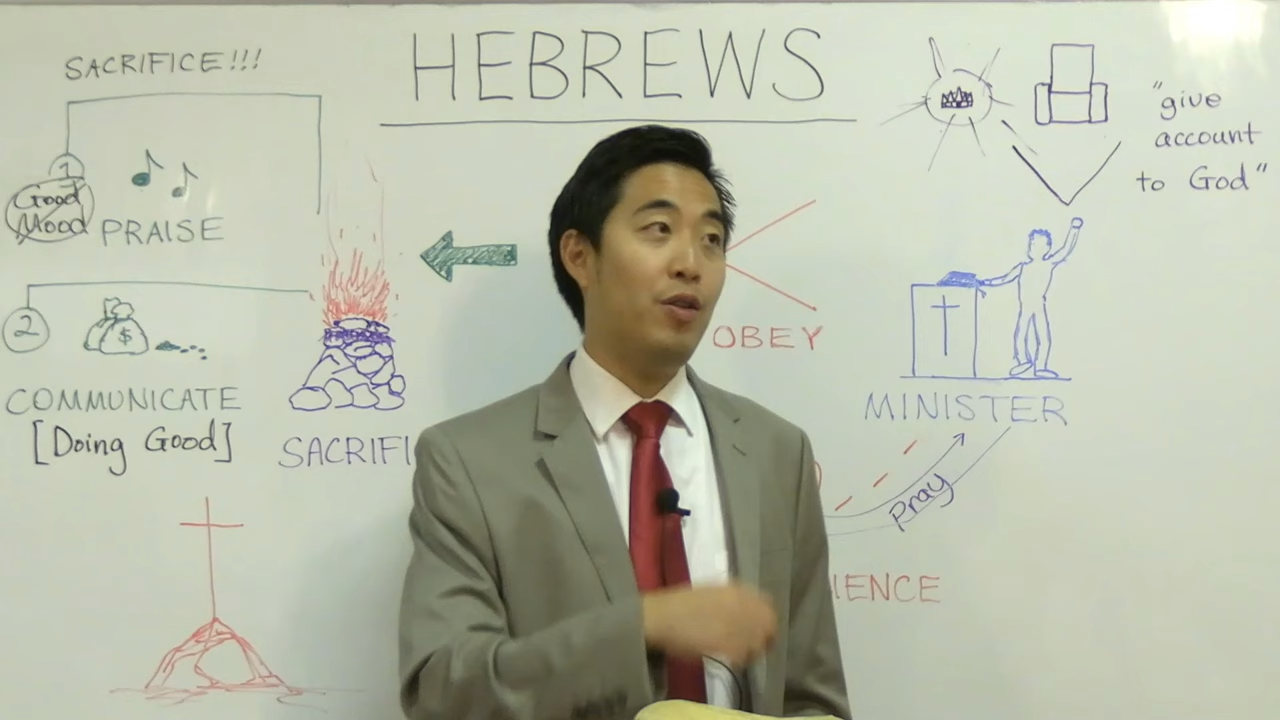 HEBREWS
SACRIFICE!!!
1
Good
Mood
PRAISE
2
$
COMMUNICATE
[Doing Good]
SACRIFI
OBEY
"give
account
to God"
MINISTER
Pray
IENCE